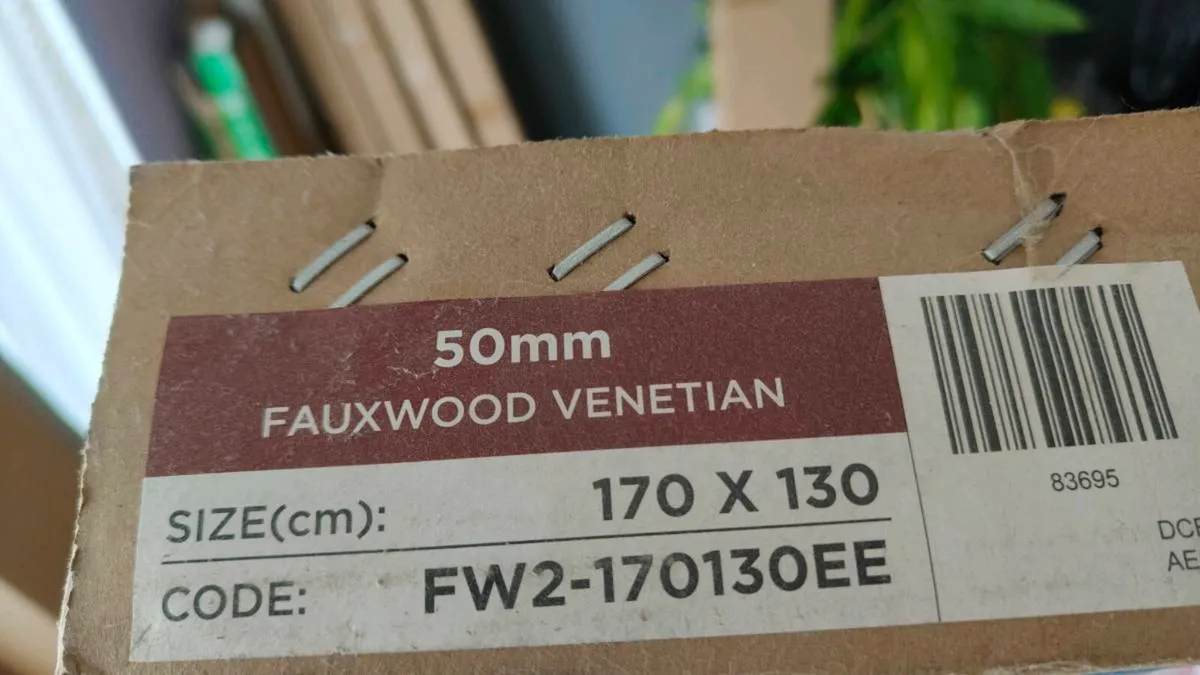 50mm
FAUXWOOD VENETIAN
SIZE(cm): 170 X 130
CODE: FW2-170130EE
83695